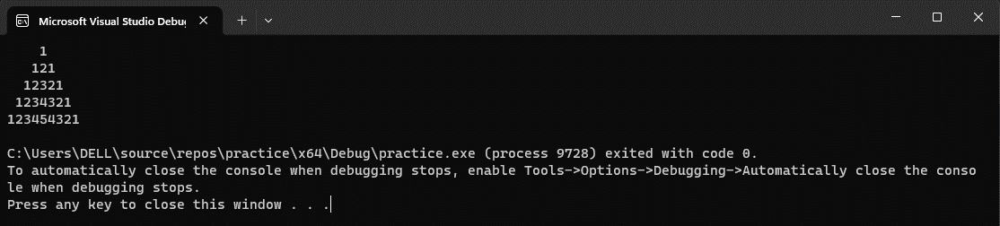 Microsoft Visual Studio Debug
1
121
12321
1234321
123454321
C:\Users\DELL\source\repos\practice\x64\Debug\practice.exe (process 9728) exited with code 0.
To automatically close the console when debugging stops, enable Tools->Options->Debugging->Automatically close the conso
le when debugging stops.
Press any key to close this window . . .